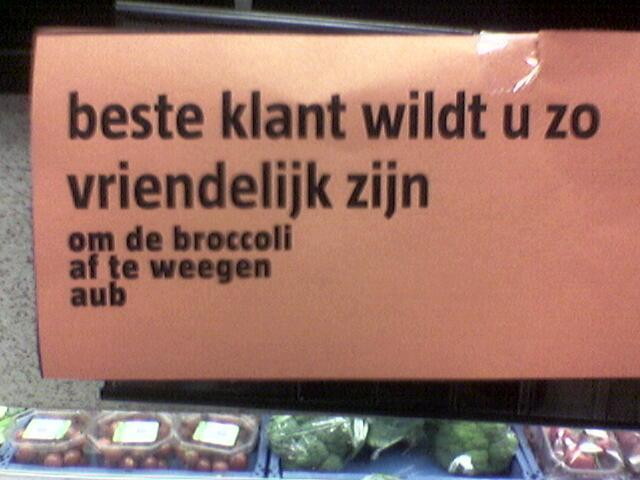 beste klant wildt u zo
vriendelijk zijn
om de broccoli
af te weegen
aub